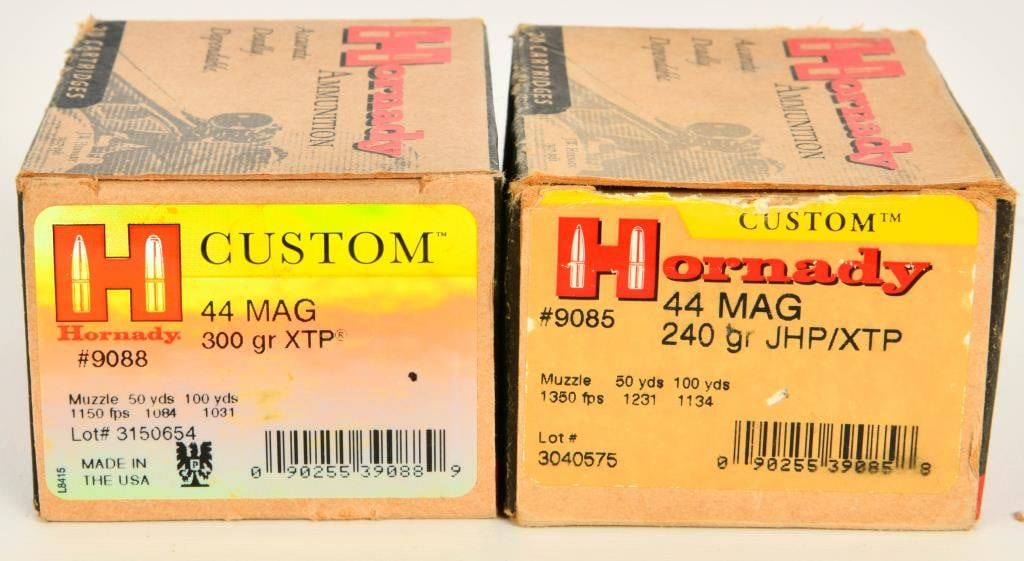 20 CARTRIDGES
Accurate
Deadly
Dependable
Hornady
AMMUNITION
CUSTOM™
Hornady.
44 MAG
300 gr XTP®
#9088
Muzzle 50 yds 100 yds
1150 fps 1084 1031
Lot# 3150654
MADE IN
THE USA
D
L8415
0 90255 39088 9
20 CARTRIDGES
Accurate
Deadly
Dependable
Hornady
AMMUNITION
CUSTOM™
Hornady
#9085
44 MAG
240 gr JHP/XTP
Muzzle 50 yds 100 yds
1350 fps 1231 1134
Lot #
3040575
0 90255 39085 8